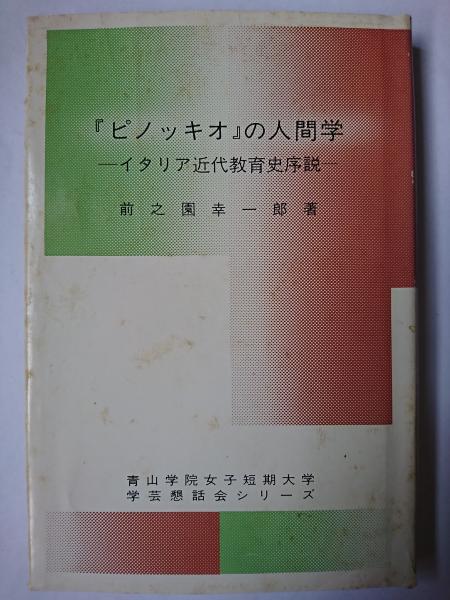 『ピノッキオ』の人間学
―イタリア近代教育史序説―
前之園幸一郎著
青山学院女子短期大学
学芸懇話会シリーズ